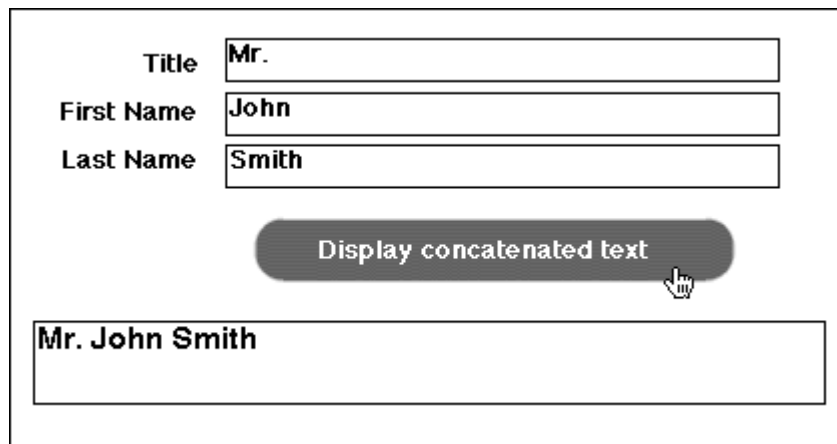 Title Mr.
First Name John
Last Name Smith
Display concatenated text
Mr. John Smith